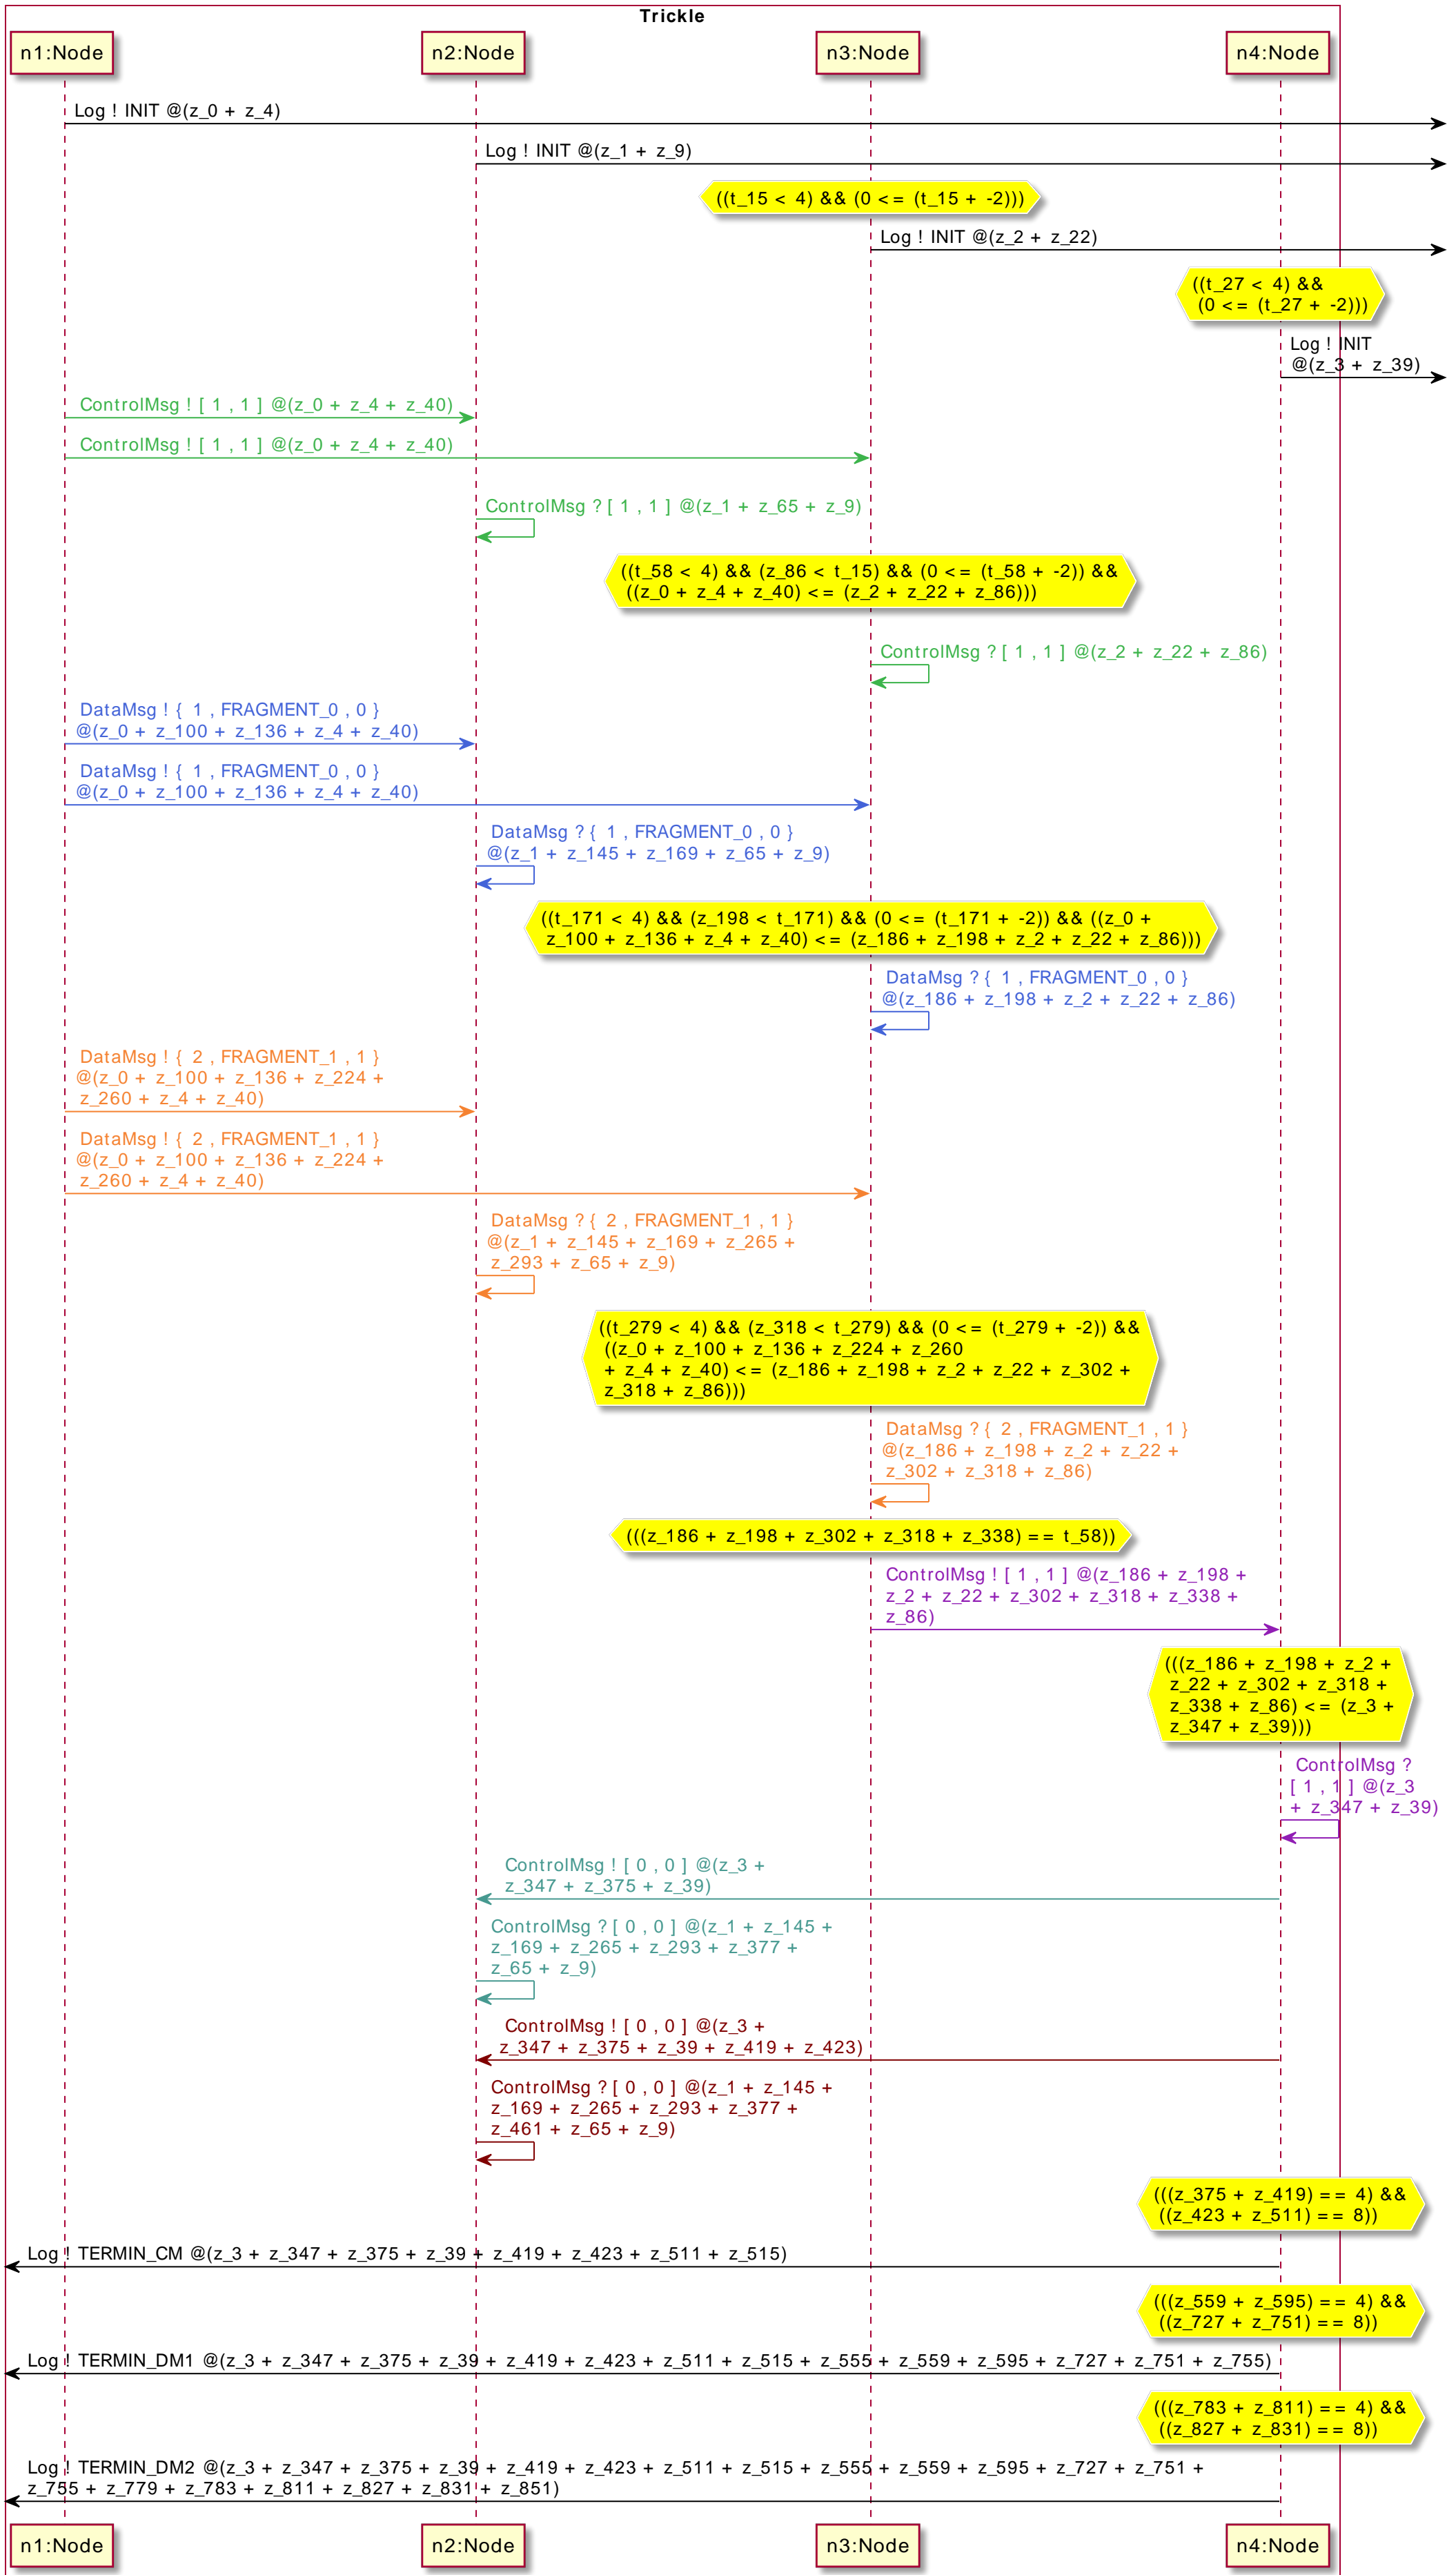 Trickle
n1:Node
n2:Node
n3:Node
n4:Node
Log ! INIT @(z_0 + z_4)
Log ! INIT @(z_1 + z_9)
((t_15 < 4) && (0 <= (t_15 + -2)))
Log ! INIT @(z_2 + z_22)
((t_27 < 4) &&
(0 <= (t_27 + -2)))
Log ! INIT
@(z_3 + z_39)
ControlMsg ! [ 1 , 1 ] @(z_0 + z_4 + z_40)
ControlMsg ! [ 1 , 1 ] @(z_0 + z_4 + z_40)
ControlMsg ? [ 1 , 1 ] @(z_1 + z_65 + z_9)
((t_58 < 4) && (z_86 < t_15) && (0 <= (t_58 + -2)) &&
((z_0 + z_4 + z_40) <= (z_2 + z_22 + z_86)))
ControlMsg ? [ 1 , 1 ] @(z_2 + z_22 + z_86)
DataMsg ! { 1 , FRAGMENT_0 , 0 }
@(z_0 + z_100 + z_136 + z_4 + z_40)
DataMsg ! { 1 , FRAGMENT_0 , 0 }
@(z_0 + z_100 + z_136 + z_4 + z_40)
DataMsg ? { 1 , FRAGMENT_0 , 0 }
@(z_1 + z_145 + z_169 + z_65 + z_9)
((t_171 < 4) && (z_198 < t_171) && (0 <= (t_171 + -2)) && ((z_0 +
z_100 + z_136 + z_4 + z_40) <= (z_186 + z_198 + z_2 + z_22 + z_86)))
DataMsg ? { 1 , FRAGMENT_0 , 0 }
@(z_186 + z_198 + z_2 + z_22 + z_86)
DataMsg ! { 2 , FRAGMENT_1 , 1 }
@(z_0 + z_100 + z_136 + z_224 +
z_260 + z_4 + z_40)
DataMsg ! { 2 , FRAGMENT_1 , 1 }
@(z_0 + z_100 + z_136 + z_224 +
z_260 + z_4 + z_40)
DataMsg ? { 2 , FRAGMENT_1 , 1 }
@(z_1 + z_145 + z_169 + z_265 +
z_293 + z_65 + z_9)
((t_279 < 4) && (z_318 < t_279) && (0 <= (t_279 + -2)) &&
((z_0 + z_100 + z_136 + z_224 + z_260
+ z_4 + z_40) <= (z_186 + z_198 + z_2 + z_22 + z_302 +
z_318 + z_86)))
DataMsg ? { 2 , FRAGMENT_1 , 1 }
@(z_186 + z_198 + z_2 + z_22 +
z_302 + z_318 + z_86)
(((z_186 + z_198 + z_302 + z_318 + z_338) == t_58))
ControlMsg ! [ 1 , 1 ] @(z_186 + z_198 +
z_2 + z_22 + z_302 + z_318 + z_338 +
z_86)
(((z_186 + z_198 + z_2 +
z_22 + z_302 + z_318 +
z_338 + z_86) <= (z_3 +
z_347 + z_39)))
ControlMsg ?
[ 1 , 1 ] @(z_3
+ z_347 + z_39)
ControlMsg ! [ 0 , 0 ] @(z_3 +
z_347 + z_375 + z_39)
ControlMsg ? [ 0 , 0 ] @(z_1 + z_145 +
z_169 + z_265 + z_293 + z_377 +
z_65 + z_9)
ControlMsg ! [ 0 , 0 ] @(z_3 +
z_347 + z_375 + z_39 + z_419 + z_423)
ControlMsg ? [ 0 , 0 ] @(z_1 + z_145 +
z_169 + z_265 + z_293 + z_377 +
z_461 + z_65 + z_9)
(((z_375 + z_419) == 4) &&
((z_423 + z_511) == 8))
Log ! TERMIN_CM @(z_3 + z_347 + z_375 + z_39 + z_419 + z_423 + z_511 + z_515)
(((z_559 + z_595) == 4) &&
((z_727 + z_751) == 8))
Log ! TERMIN_DM1 @(z_3 + z_347 + z_375 + z_39 + z_419 + z_423 + z_511 + z_515 + z_555 + z_559 + z_595 + z_727 + z_751 + z_755)
(((z_783 + z_811) == 4) &&
((z_827 + z_831) == 8))
Log ! TERMIN_DM2 @(z_3 + z_347 + z_375 + z_39 + z_419 + z_423 + z_511 + z_515 + z_555 + z_559 + z_595 + z_727 + z_751 +
z_755 + z_779 + z_783 + z_811 + z_827 + z_831 + z_851)
n1:Node
n2:Node
n3:Node
n4:Node